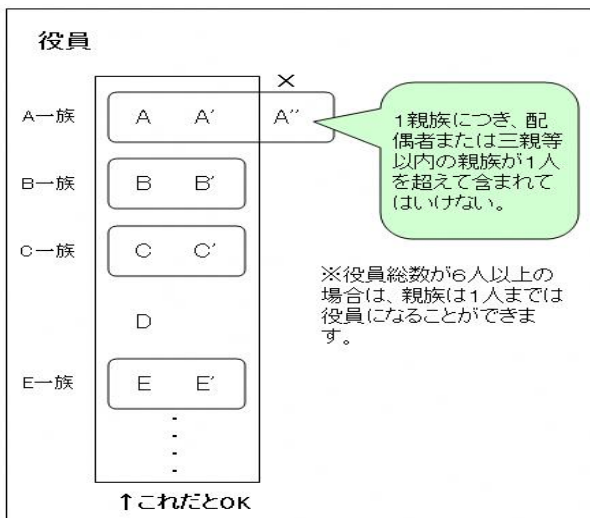 役員
×
A一族 A A′ A′′
1親族につき、配
偶者または三親等
以内の親族が1人
を超えて含まれて
はいけない。
B一族 B B′
C一族 C C′
※役員総数が6人以上の
場合は、親族は1人までは
役員になることができま
す。
D
E一族 E E′
↑これだとOK